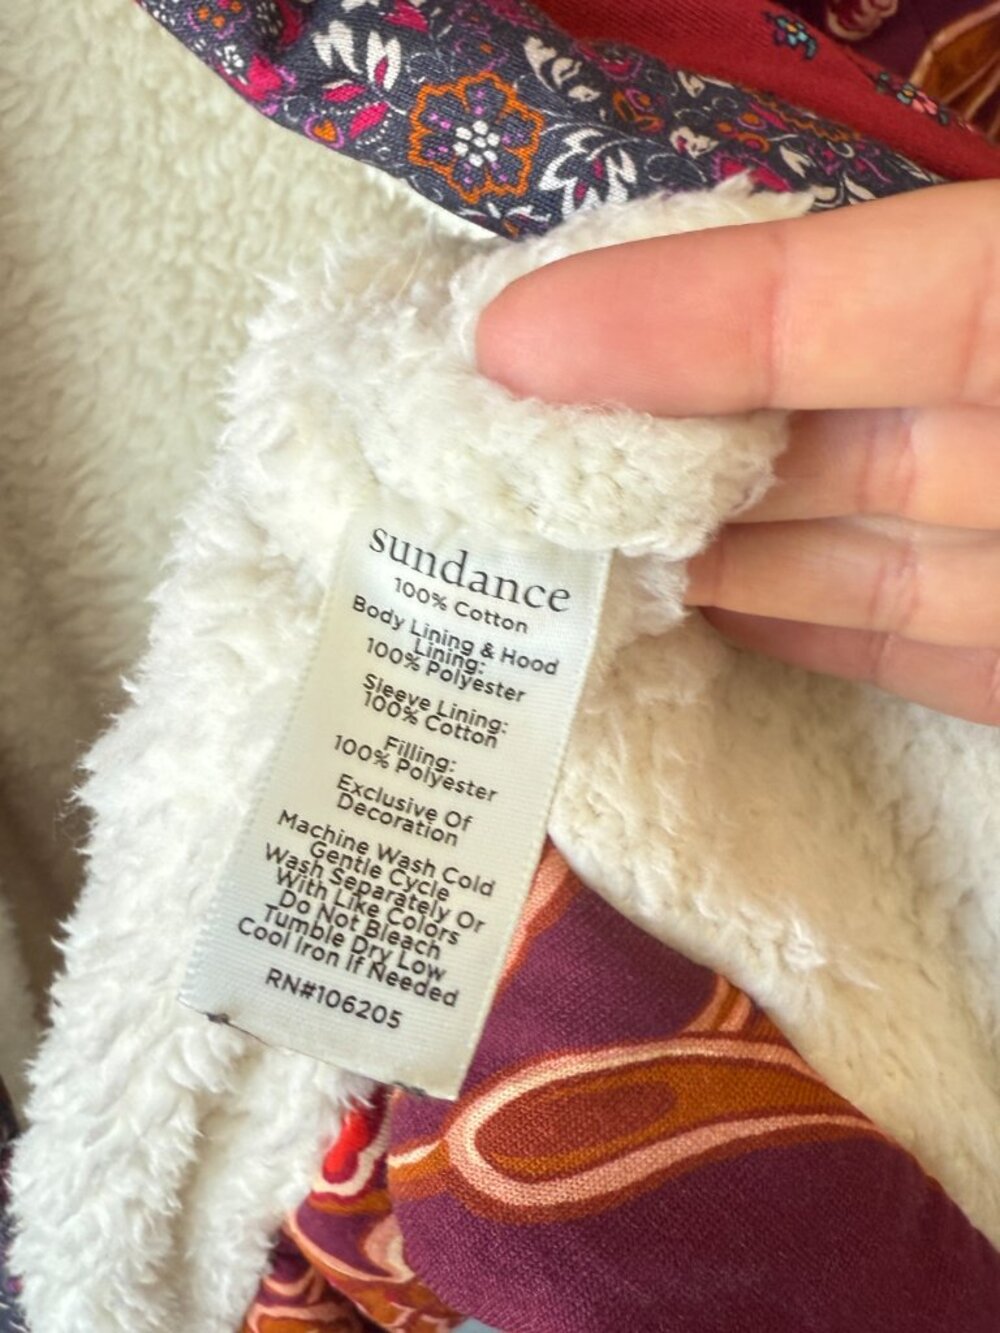 sundance
100% Cotton
Body Lining & Hood
Lining:
100% Polyester
Sleeve Lining:
100% Cotton
Filling:
100% Polyester
Exclusive Of
Decoration
Machine Wash Cold
Gentle Cycle
Wash Separately Or
With Like Colors
Do Not Bleach
Tumble Dry Low
Cool Iron If Needed
RN#106205